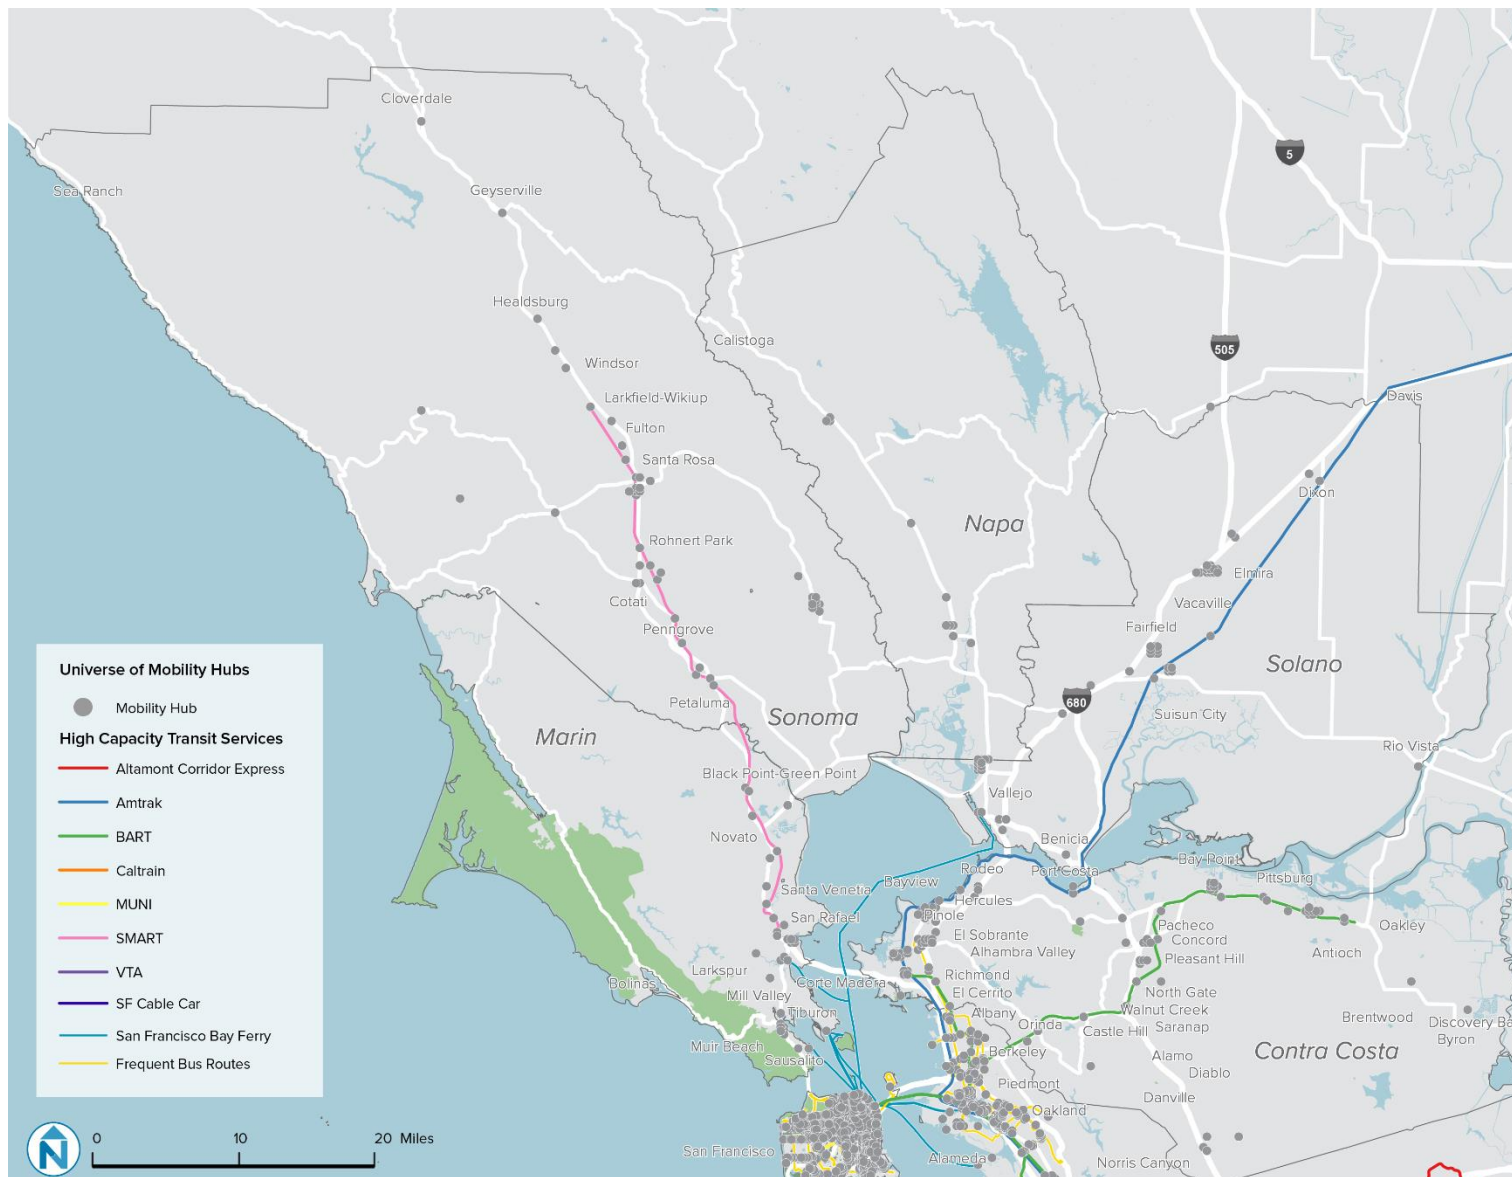 Cloverdale
5
Sea Ranch
Geyserville
Healdsburg
Calistoga
505
Windsor
Larkfield-Wikiup
Davis
Fulton
Santa Rosa
Dixon
Napa
Rohnert Park
Elmira
Cotati
Vacaville
Penngrove
Fairfield
Solano
Universe of Mobility Hubs
Mobility Hub
High Capacity Transit Services
Altamont Corridor Express
Amtrak
BART
Caltrain
MUNI
SMART
VTA
SF Cable Car
San Francisco Bay Ferry
Frequent Bus Routes
Petaluma
680
Sonoma
Suisun City
Marin
Rio Vista
Black Point-Green Point
Vallejo
Novato
Benicia
Bay Point
Rodeo
Port Costa
Pittsburg
Santa Venetia
Bayview
Hercules
San Rafael
Pinole
Pacheco
Oakley
El Sobrante
Concord
Alhambra Valley
Pleasant Hill
Antioch
Larkspur
Corte Madera
Richmond
Bolinas
Mill Valley
El Cerrito
North Gate
Tiburon
Albany
Walnut Creek
Brentwood
Discovery Ba
Orinda
Castle Hill
Saranap
Byron
Muir Beach
Sausalito
Berkeley
Alamo
Contra Costa
Diablo
Piedmont
Danville
Oakland
N
0 10 20 Miles
San Francisco
Alameda
Norris Canyon